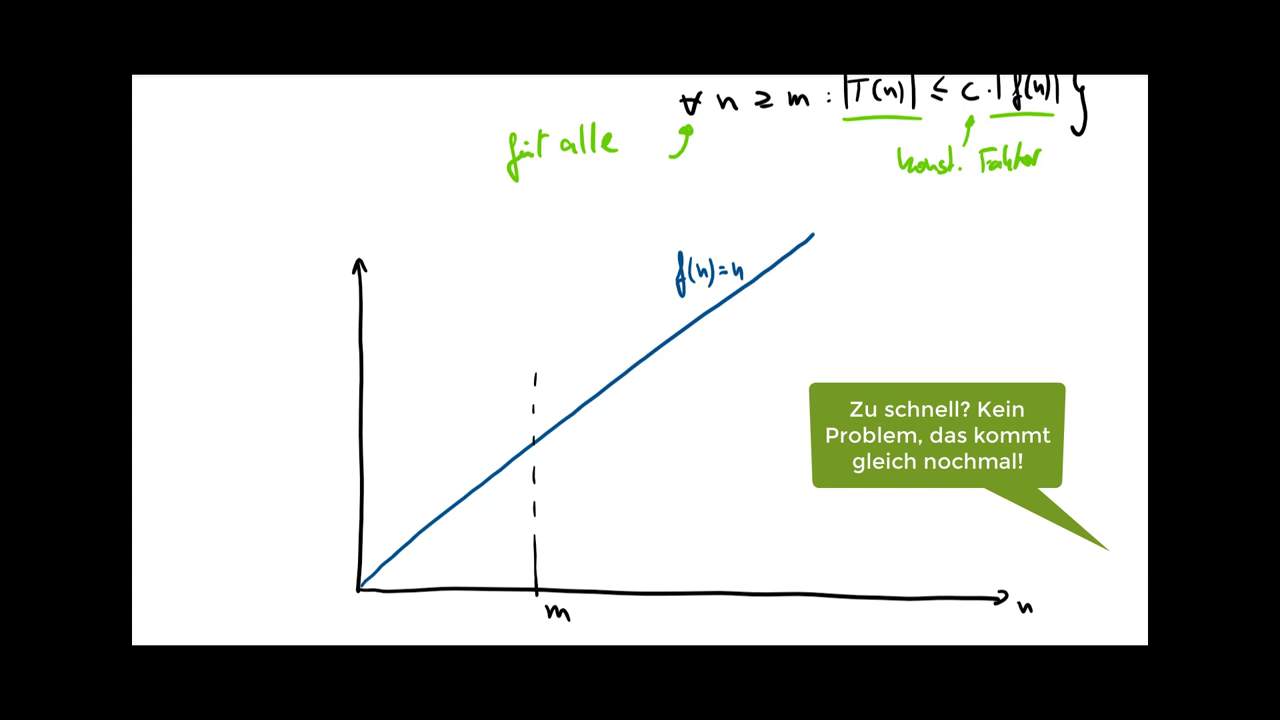 ∀ n ≥ m : |T(n)| ≤ c · |f(n)| }
für alle
konst. Faktor
f(n)=n
Zu schnell? Kein
Problem, das kommt
gleich nochmal!
m
n